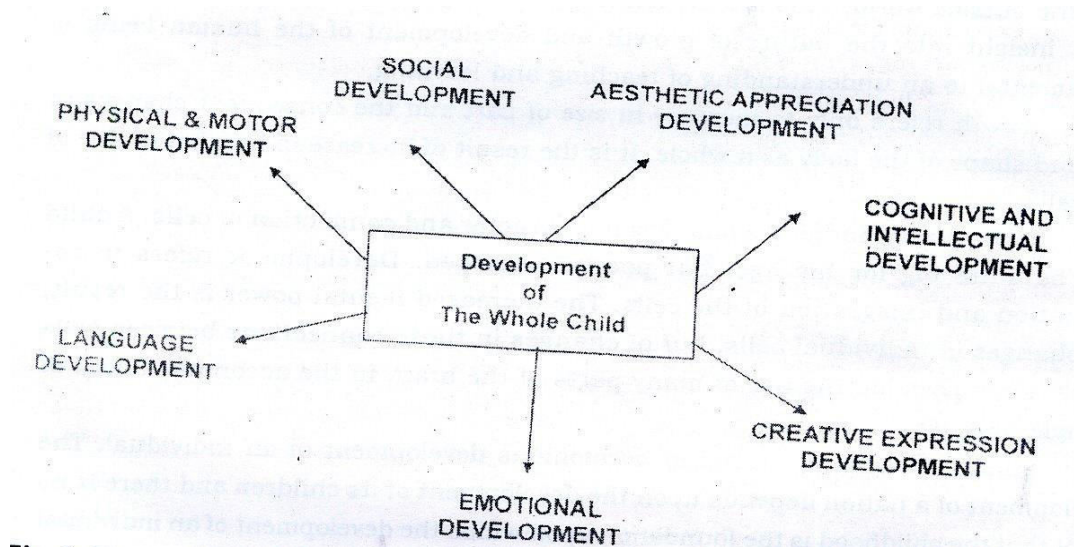 SOCIAL
DEVELOPMENT
AESTHETIC APPRECIATION
DEVELOPMENT
PHYSICAL & MOTOR
DEVELOPMENT
COGNITIVE AND
INTELLECTUAL
DEVELOPMENT
Development
of
The Whole Child
LANGUAGE
DEVELOPMENT
CREATIVE EXPRESSION
DEVELOPMENT
EMOTIONAL
DEVELOPMENT